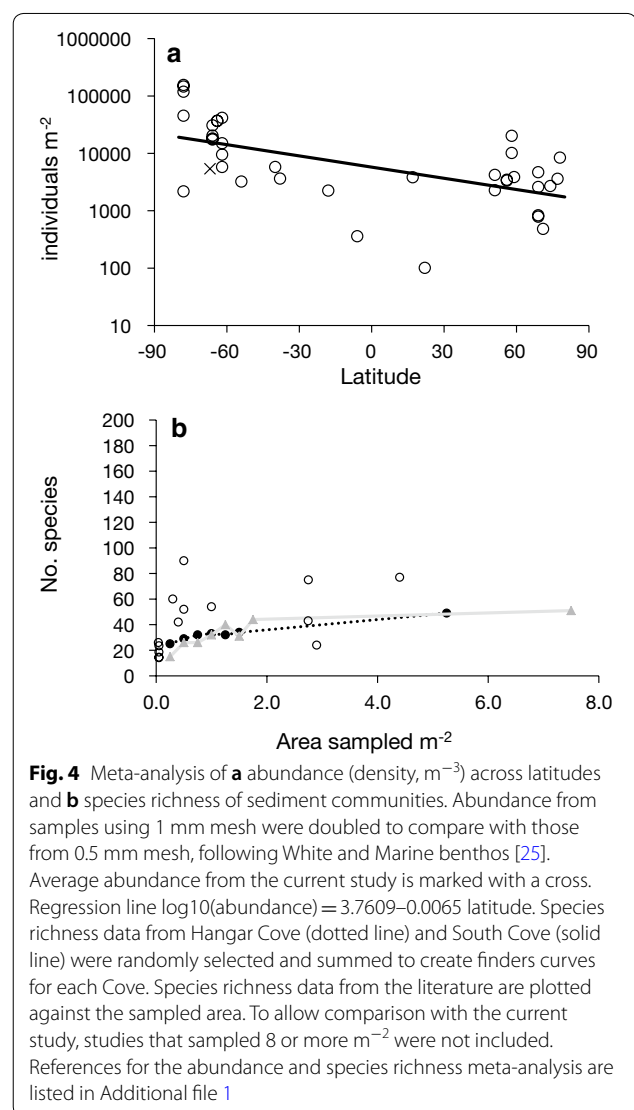 a
1000000
100000
10000
1000
100
10
individuals m⁻²
-90 -60 -30 0 30 60 90
Latitude
b
200
180
160
140
120
100
80
60
40
20
0
No. species
0.0 2.0 4.0 6.0 8.0
Area sampled m⁻²
Fig. 4 Meta-analysis of a abundance (density, m⁻³) across latitudes
and b species richness of sediment communities. Abundance from
samples using 1 mm mesh were doubled to compare with those
from 0.5 mm mesh, following White and Marine benthos [25].
Average abundance from the current study is marked with a cross.
Regression line log10(abundance) = 3.7609–0.0065 latitude. Species
richness data from Hangar Cove (dotted line) and South Cove (solid
line) were randomly selected and summed to create finders curves
for each Cove. Species richness data from the literature are plotted
against the sampled area. To allow comparison with the current
study, studies that sampled 8 or more m⁻² were not included.
References for the abundance and species richness meta-analysis are
listed in Additional file 1